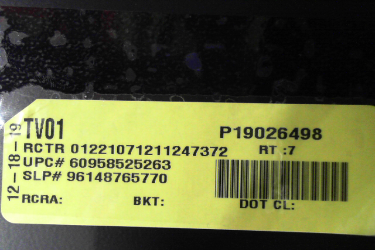 12-18-19
TV01 P19026498
RCTR 01221071211247372 RT :7
UPC# 60958525263
SLP# 96148765770
RCRA: BKT: DOT CL: